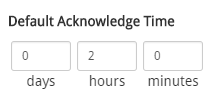 Default Acknowledge Time
0 2 0
days hours minutes